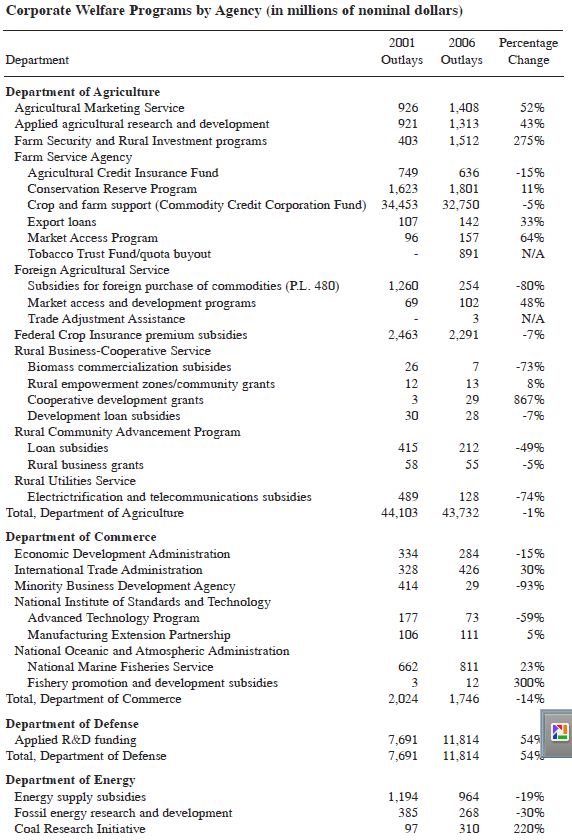 Corporate Welfare Programs by Agency (in millions of nominal dollars)
2001 2006 Percentage
Department Outlays Outlays Change
Department of Agriculture
Agricultural Marketing Service 926 1,408 52%
Applied agricultural research and development 921 1,313 43%
Farm Security and Rural Investment programs 403 1,512 275%
Farm Service Agency
Agricultural Credit Insurance Fund 749 636 -15%
Conservation Reserve Program 1,623 1,801 11%
Crop and farm support (Commodity Credit Corporation Fund) 34,453 32,750 -5%
Export loans 107 142 33%
Market Access Program 96 157 64%
Tobacco Trust Fund/quota buyout - 891 N/A
Foreign Agricultural Service
Subsidies for foreign purchase of commodities (P.L. 480) 1,260 254 -80%
Market access and development programs 69 102 48%
Trade Adjustment Assistance - 3 N/A
Federal Crop Insurance premium subsidies 2,463 2,291 -7%
Rural Business-Cooperative Service
Biomass commercialization subisides 26 7 -73%
Rural empowerment zones/community grants 12 13 8%
Cooperative development grants 3 29 867%
Development loan subsidies 30 28 -7%
Rural Community Advancement Program
Loan subsidies 415 212 -49%
Rural business grants 58 55 -5%
Rural Utilities Service
Electrictrification and telecommunications subsidies 489 128 -74%
Total, Department of Agriculture 44,103 43,732 -1%
Department of Commerce
Economic Development Administration 334 284 -15%
International Trade Administration 328 426 30%
Minority Business Development Agency 414 29 -93%
National Institute of Standards and Technology
Advanced Technology Program 177 73 -59%
Manufacturing Extension Partnership 106 111 5%
National Oceanic and Atmospheric Administration
National Marine Fisheries Service 662 811 23%
Fishery promotion and development subsidies 3 12 300%
Total, Department of Commerce 2,024 1,746 -14%
Department of Defense
Applied R&D funding 7,691 11,814 54%
Total, Department of Defense 7,691 11,814 54%
Department of Energy
Energy supply subsidies 1,194 964 -19%
Fossil energy research and development 385 268 -30%
Coal Research Initiative 97 310 220%